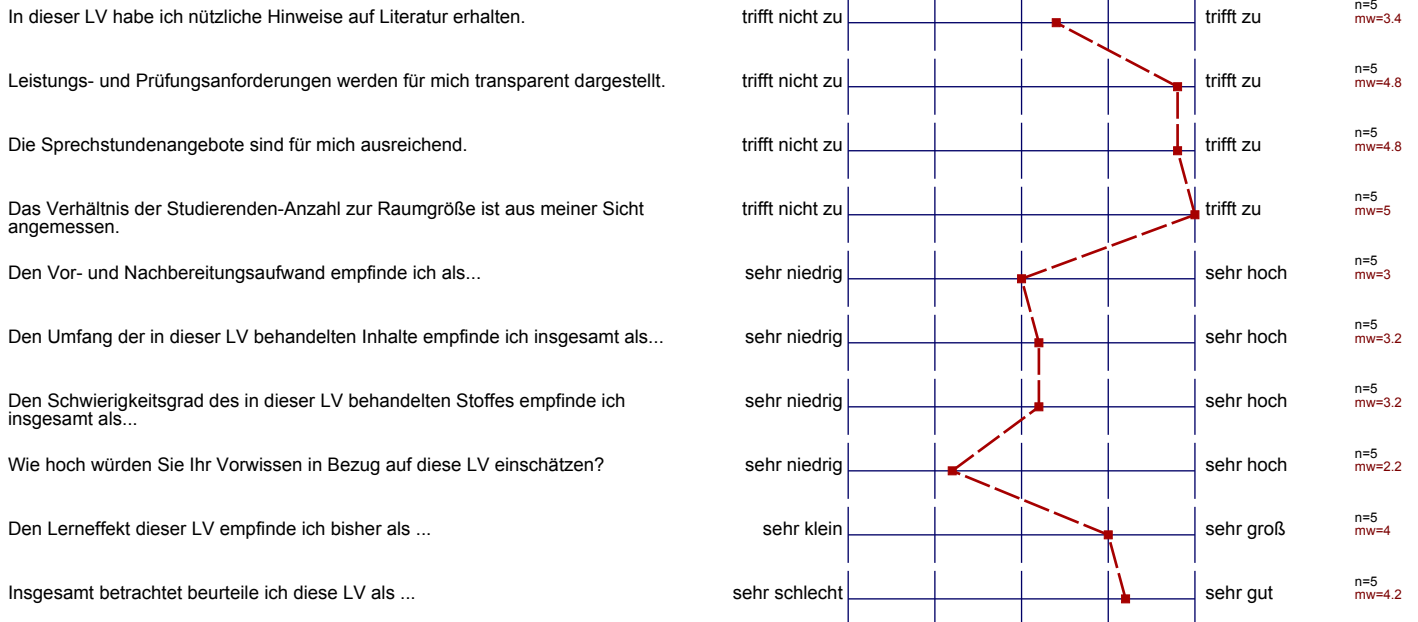 In dieser LV habe ich nützliche Hinweise auf Literatur erhalten. trifft nicht zu trifft zu n=5
mw=3.4
Leistungs- und Prüfungsanforderungen werden für mich transparent dargestellt. trifft nicht zu trifft zu n=5
mw=4.8
Die Sprechstundenangebote sind für mich ausreichend. trifft nicht zu trifft zu n=5
mw=4.8
Das Verhältnis der Studierenden-Anzahl zur Raumgröße ist aus meiner Sicht trifft nicht zu trifft zu n=5
angemessen. mw=5
Den Vor- und Nachbereitungsaufwand empfinde ich als... sehr niedrig sehr hoch n=5
mw=3
Den Umfang der in dieser LV behandelten Inhalte empfinde ich insgesamt als... sehr niedrig sehr hoch n=5
mw=3.2
Den Schwierigkeitsgrad des in dieser LV behandelten Stoffes empfinde ich sehr niedrig sehr hoch n=5
insgesamt als... mw=3.2
Wie hoch würden Sie Ihr Vorwissen in Bezug auf diese LV einschätzen? sehr niedrig sehr hoch n=5
mw=2.2
Den Lerneffekt dieser LV empfinde ich bisher als ... sehr klein sehr groß n=5
mw=4
Insgesamt betrachtet beurteile ich diese LV als ... sehr schlecht sehr gut n=5
mw=4.2